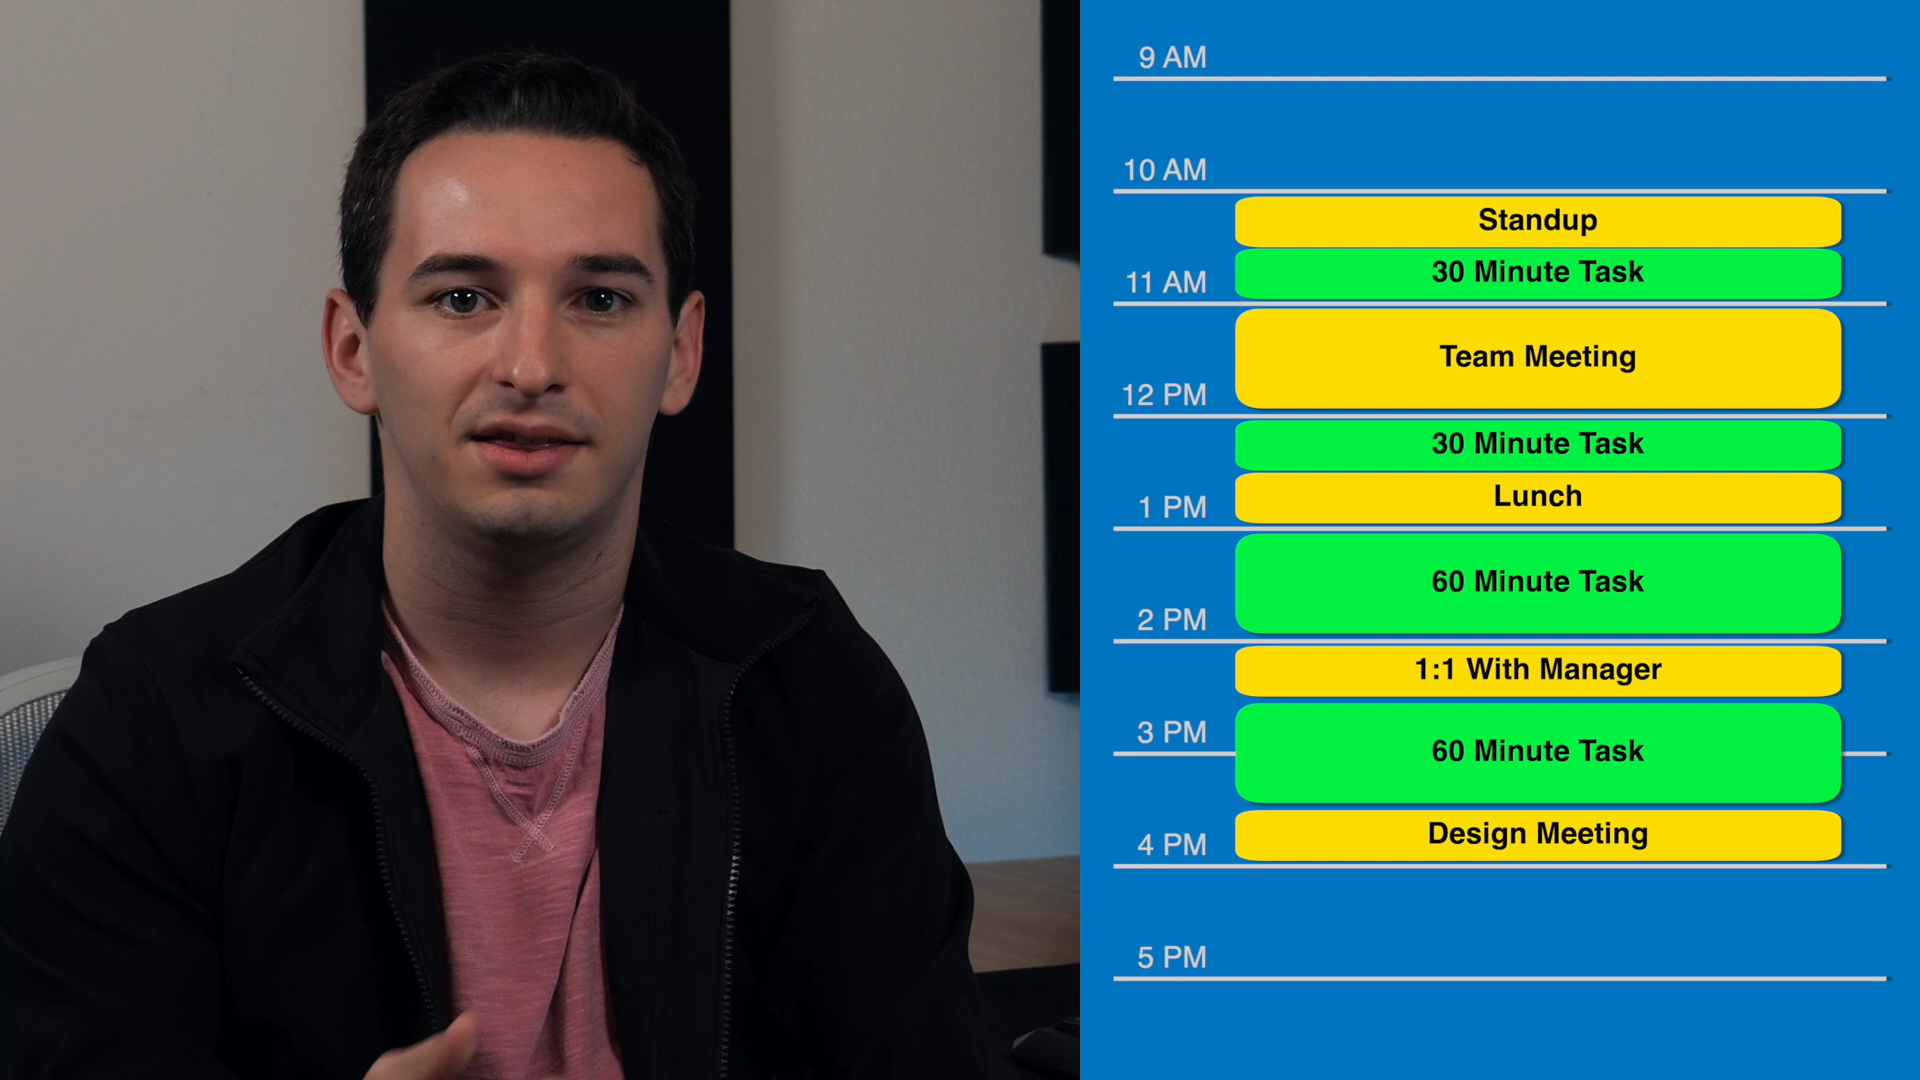 9 AM
10 AM
Standup
30 Minute Task
11 AM
Team Meeting
12 PM
30 Minute Task
Lunch
1 PM
60 Minute Task
2 PM
1:1 With Manager
3 PM
60 Minute Task
Design Meeting
4 PM
5 PM